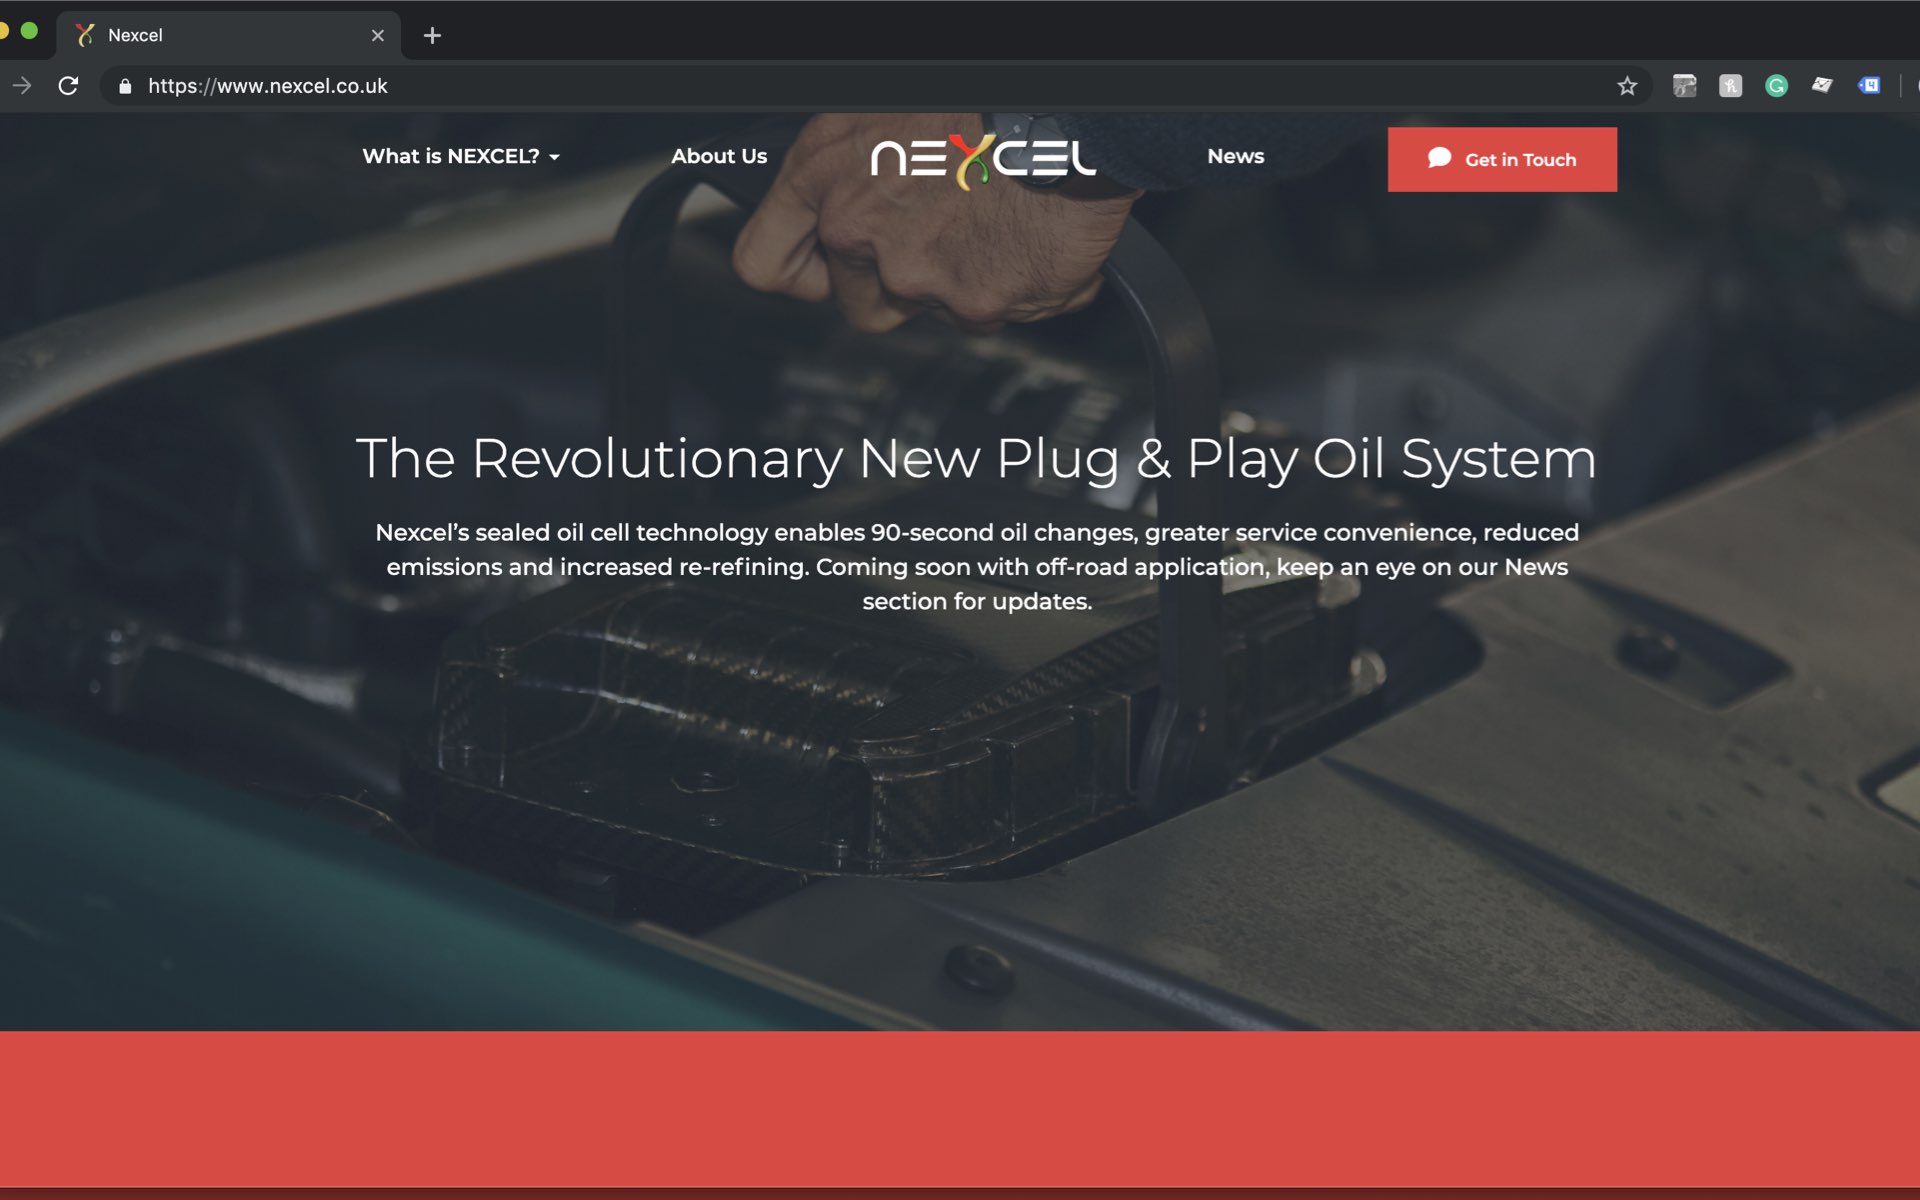 Nexcel
https://www.nexcel.co.uk
What is NEXCEL?
About Us
NEXCEL
News
Get in Touch
The Revolutionary New Plug & Play Oil System
Nexcel’s sealed oil cell technology enables 90-second oil changes, greater service convenience, reduced
emissions and increased re-refining. Coming soon with off-road application, keep an eye on our News
section for updates.